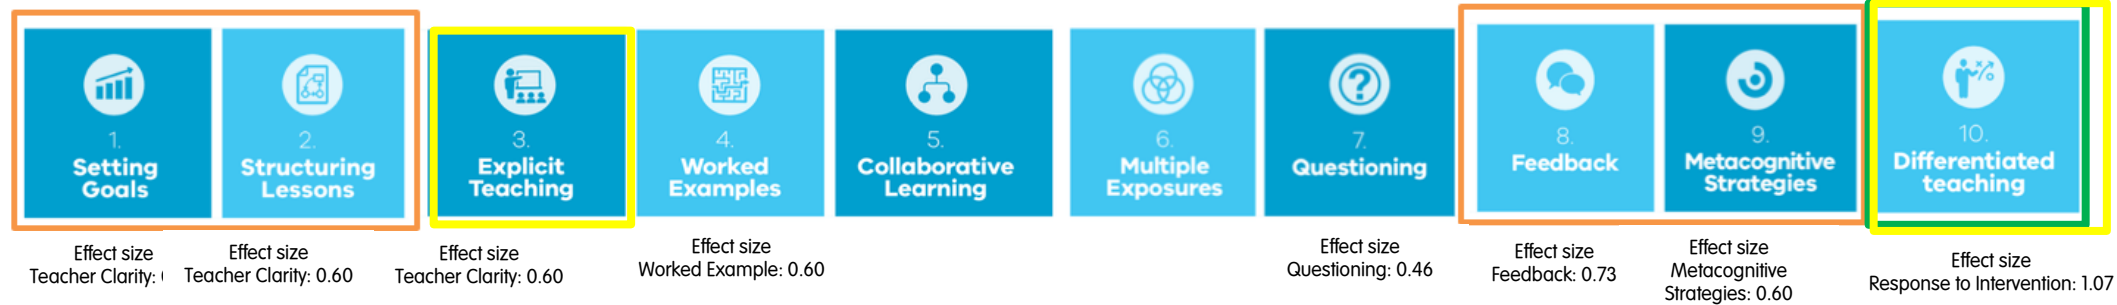 1.
Setting
Goals
2.
Structuring
Lessons
3.
Explicit
Teaching
4.
Worked
Examples
5.
Collaborative
Learning
6.
Multiple
Exposures
7.
Questioning
8.
Feedback
9.
Metacognitive
Strategies
10.
Differentiated
teaching
Effect size
Teacher Clarity:
Effect size
Teacher Clarity: 0.60
Effect size
Teacher Clarity: 0.60
Effect size
Worked Example: 0.60
Effect size
Questioning: 0.46
Effect size
Feedback: 0.73
Effect size
Metacognitive
Strategies: 0.60
Effect size
Response to Intervention: 1.07